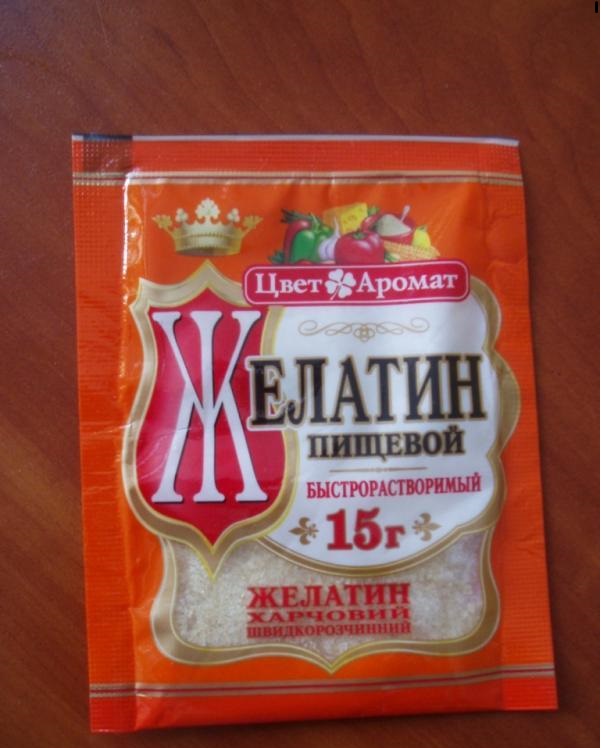 Цвет Аромат
ЖЕЛАТИН
ПИЩЕВОЙ
БЫСТРОРАСТВОРИМЫЙ
15г
ЖЕЛАТИН
ХАРЧОВИЙ
ШВИДКОРОЗЧИННИЙ